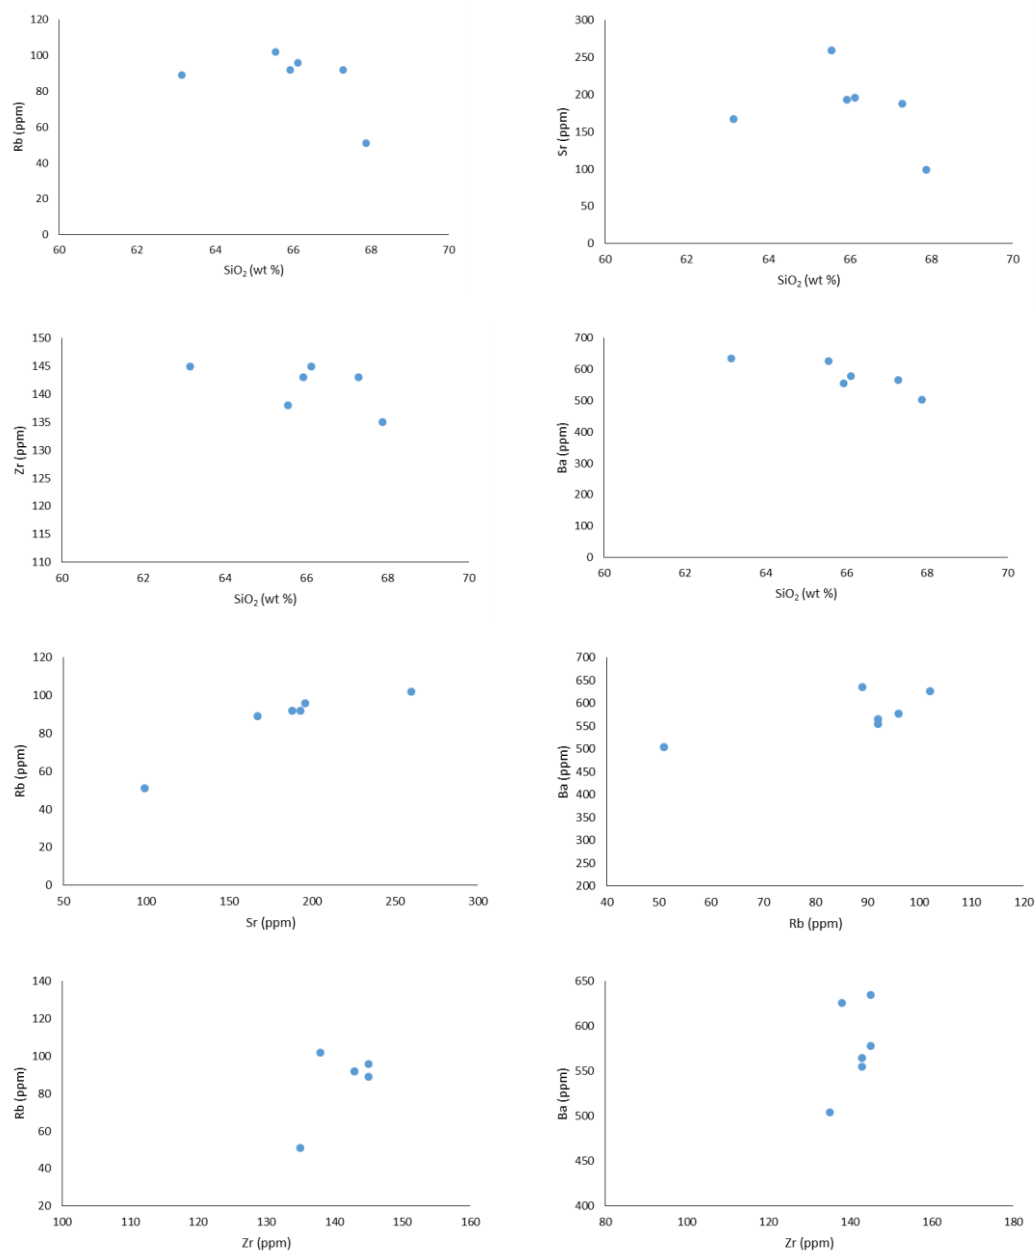 120
100
80
60
40
20
0
Rb (ppm)
60 62 64 66 68 70
SiO₂ (wt %)
300
250
200
150
100
50
0
Sr (ppm)
60 62 64 66 68 70
SiO₂ (wt %)
150
145
140
135
130
125
120
115
110
Zr (ppm)
60 62 64 66 68 70
SiO₂ (wt %)
700
600
500
400
300
200
100
0
Ba (ppm)
60 62 64 66 68 70
SiO₂ (wt %)
120
100
80
60
40
20
0
Rb (ppm)
50 100 150 200 250 300
Sr (ppm)
700
650
600
550
500
450
400
350
300
250
200
Ba (ppm)
40 50 60 70 80 90 100 110 120
Rb (ppm)
140
120
100
80
60
40
20
Rb (ppm)
100 110 120 130 140 150 160
Zr (ppm)
650
600
550
500
450
400
Ba (ppm)
80 100 120 140 160 180
Zr (ppm)